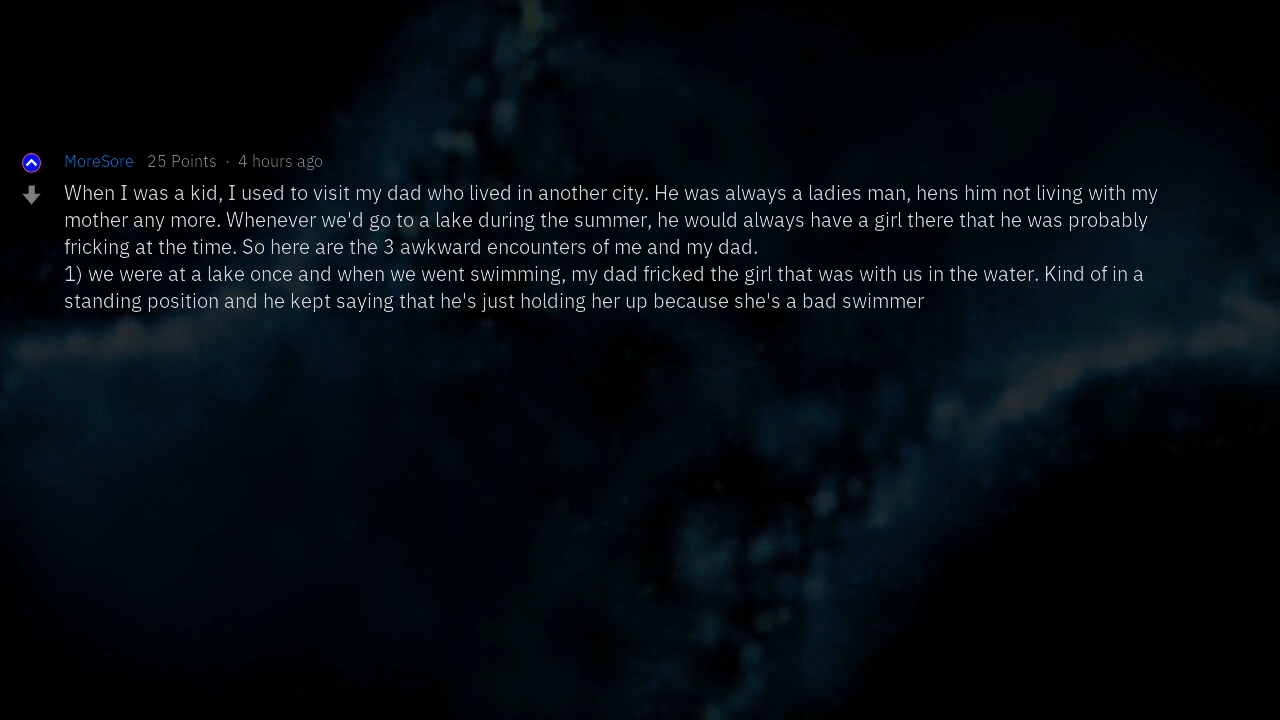 MoreSore 25 Points · 4 hours ago
When I was a kid, I used to visit my dad who lived in another city. He was always a ladies man, hens him not living with my
mother any more. Whenever we'd go to a lake during the summer, he would always have a girl there that he was probably
fricking at the time. So here are the 3 awkward encounters of me and my dad.
1) we were at a lake once and when we went swimming, my dad fricked the girl that was with us in the water. Kind of in a
standing position and he kept saying that he's just holding her up because she's a bad swimmer